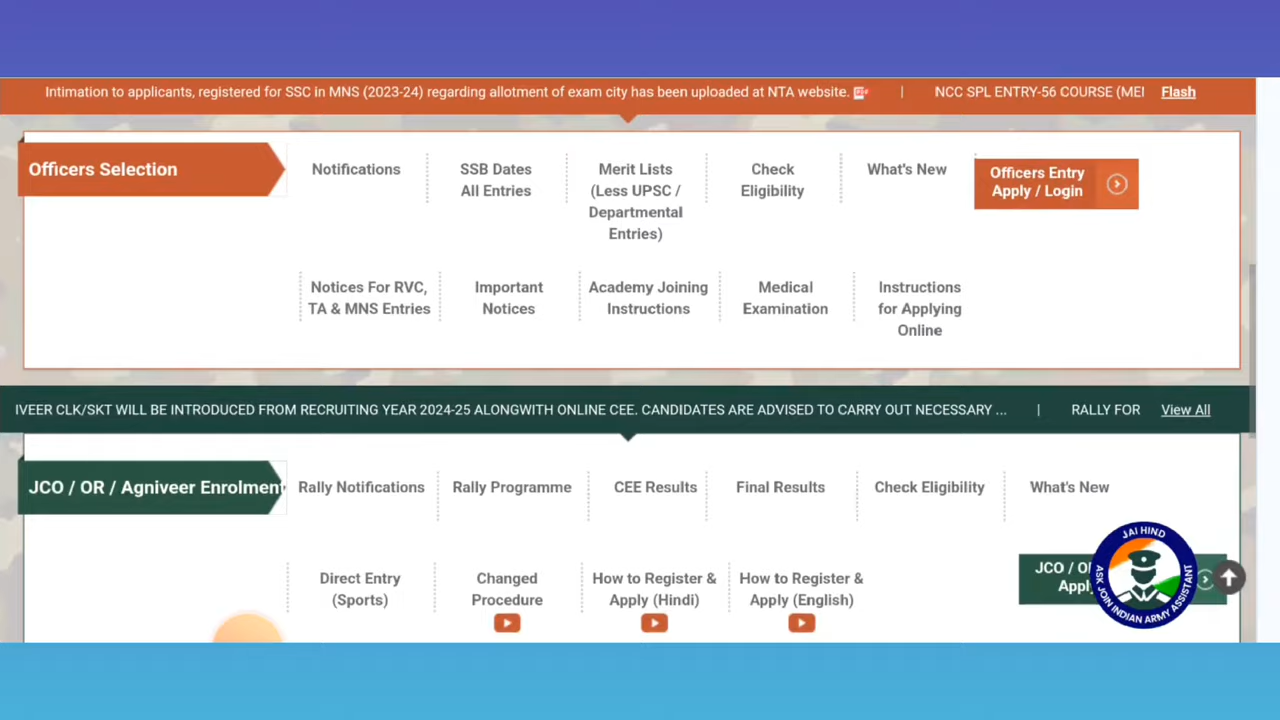 Intimation to applicants, registered for SSC in MNS (2023-24) regarding allotment of exam city has been uploaded at NTA website. | NCC SPL ENTRY-56 COURSE (MEI Flash
Officers Selection
Notifications
SSB Dates
All Entries
Merit Lists
(Less UPSC /
Departmental
Entries)
Check
Eligibility
What's New
Officers Entry
Apply / Login
Notices For RVC,
TA & MNS Entries
Important
Notices
Academy Joining
Instructions
Medical
Examination
Instructions
for Applying
Online
IVEER CLK/SKT WILL BE INTRODUCED FROM RECRUITING YEAR 2024-25 ALONGWITH ONLINE CEE. CANDIDATES ARE ADVISED TO CARRY OUT NECESSARY ... | RALLY FOR View All
JCO / OR / Agniveer Enrolment
Rally Notifications
Rally Programme
CEE Results
Final Results
Check Eligibility
What's New
Direct Entry
(Sports)
Changed
Procedure
How to Register &
Apply (Hindi)
How to Register &
Apply (English)
JCO / O
Appl
JAI HIND
ASK JOIN INDIAN ARMY ASSISTANT